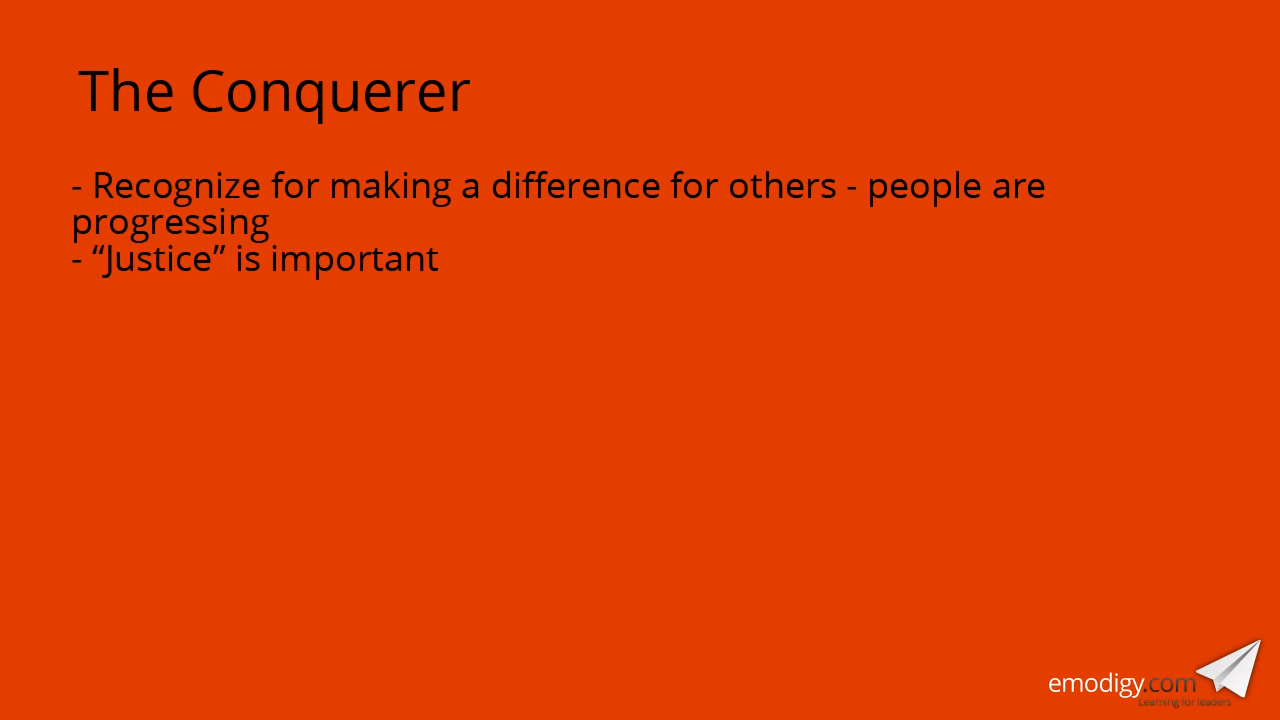 The Conquerer
- Recognize for making a difference for others - people are
progressing
- “Justice” is important
emodigy.com
Learning for leaders